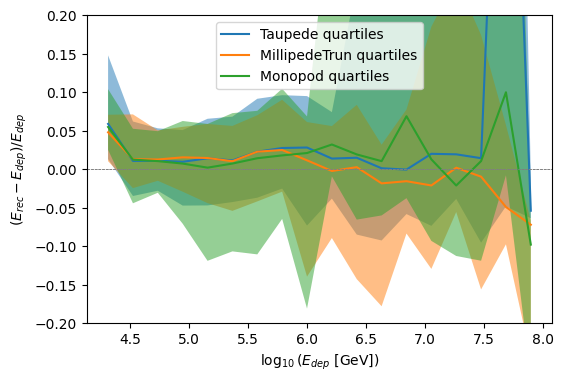 Taupede quartiles
MillipedeTrun quartiles
Monopod quartiles
(E_rec − E_dep)/E_dep
0.20
0.15
0.10
0.05
0.00
−0.05
−0.10
−0.15
−0.20
4.5 5.0 5.5 6.0 6.5 7.0 7.5 8.0
log₁₀(E_dep [GeV])